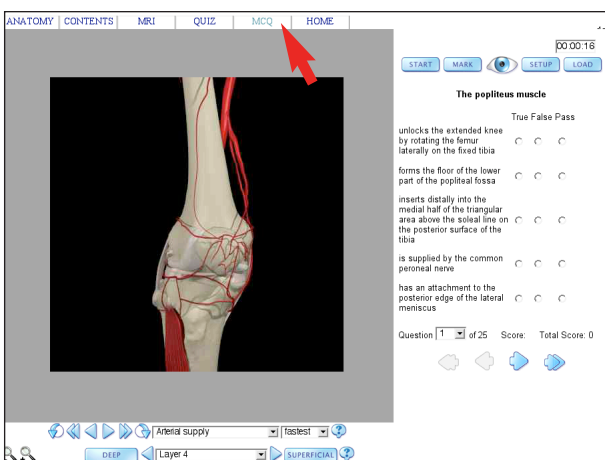 ANATOMY CONTENTS MRI QUIZ MCQ HOME
00:00:16
START MARK SETUP LOAD
The popliteus muscle
True False Pass
unlocks the extended knee
by rotating the femur
laterally on the fixed tibia
forms the floor of the lower
part of the popliteal fossa
inserts distally into the
medial half of the triangular
area above the soleal line on
the posterior surface of the
tibia
is supplied by the common
peroneal nerve
has an attachment to the
posterior edge of the lateral
meniscus
Question 1 of 25 Score: Total Score: 0
Arterial supply fastest ?
DEEP Layer 4 SUPERFICIAL ?